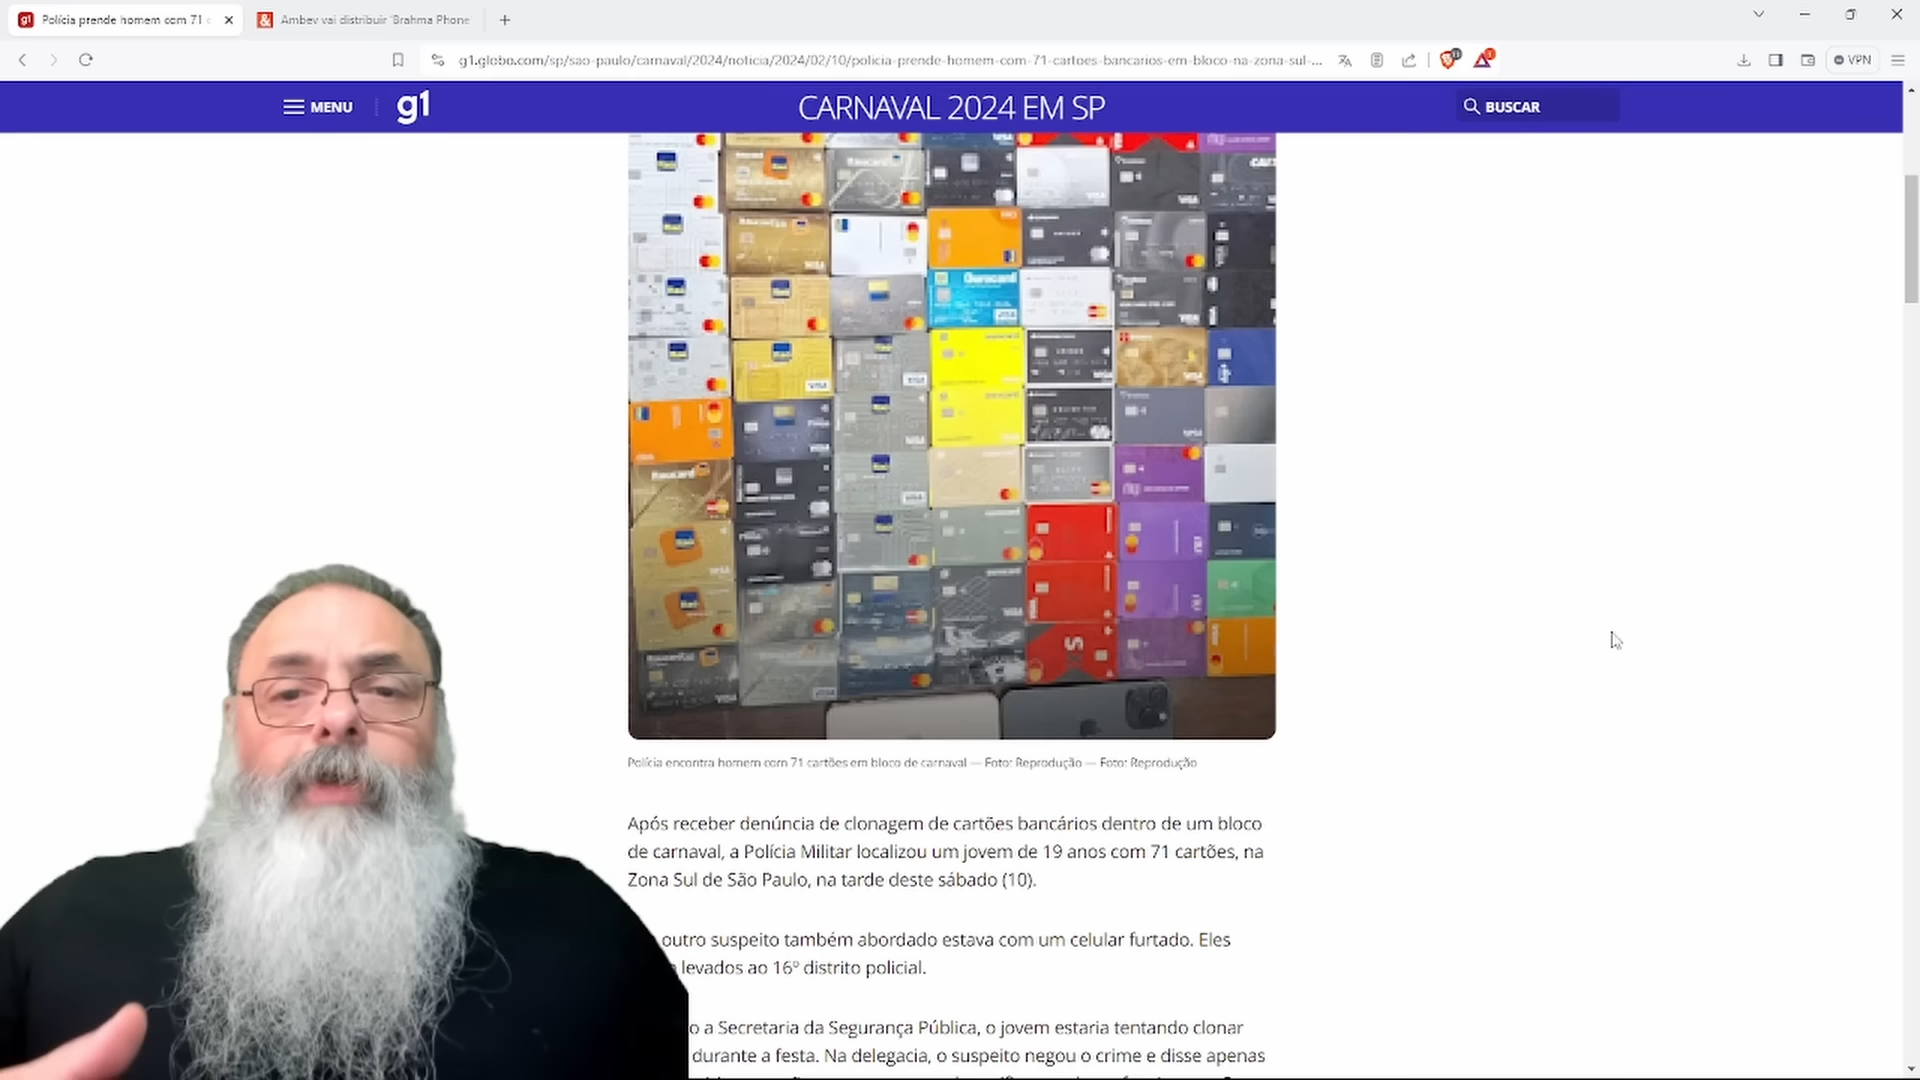 Polícia prende homem com 71
Ambev vai distribuir 'Brahma Phone
g1.globo.com/sp/sao-paulo/carnaval/2024/noticia/2024/02/10/policia-prende-homem-com-71-cartoes-bancarios-em-bloco-na-zona-sul-...
VPN
MENU
g1
CARNAVAL 2024 EM SP
BUSCAR
Polícia encontra homem com 71 cartões em bloco de carnaval — Foto: Reprodução — Foto: Reprodução
Após receber denúncia de clonagem de cartões bancários dentro de um bloco
de carnaval, a Polícia Militar localizou um jovem de 19 anos com 71 cartões, na
Zona Sul de São Paulo, na tarde deste sábado (10).
outro suspeito também abordado estava com um celular furtado. Eles
levados ao 16º distrito policial.
o a Secretaria da Segurança Pública, o jovem estaria tentando clonar
durante a festa. Na delegacia, o suspeito negou o crime e disse apenas